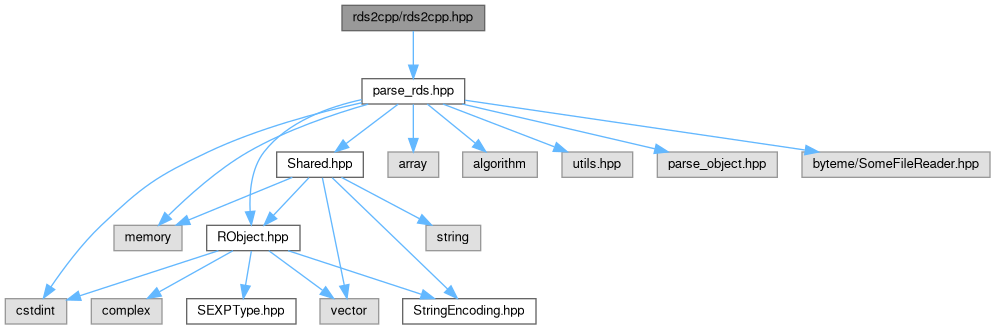 rds2cpp/rds2cpp.hpp
parse_rds.hpp
Shared.hpp
array
algorithm
utils.hpp
parse_object.hpp
byteme/SomeFileReader.hpp
memory
RObject.hpp
string
cstdint
complex
SEXPType.hpp
vector
StringEncoding.hpp